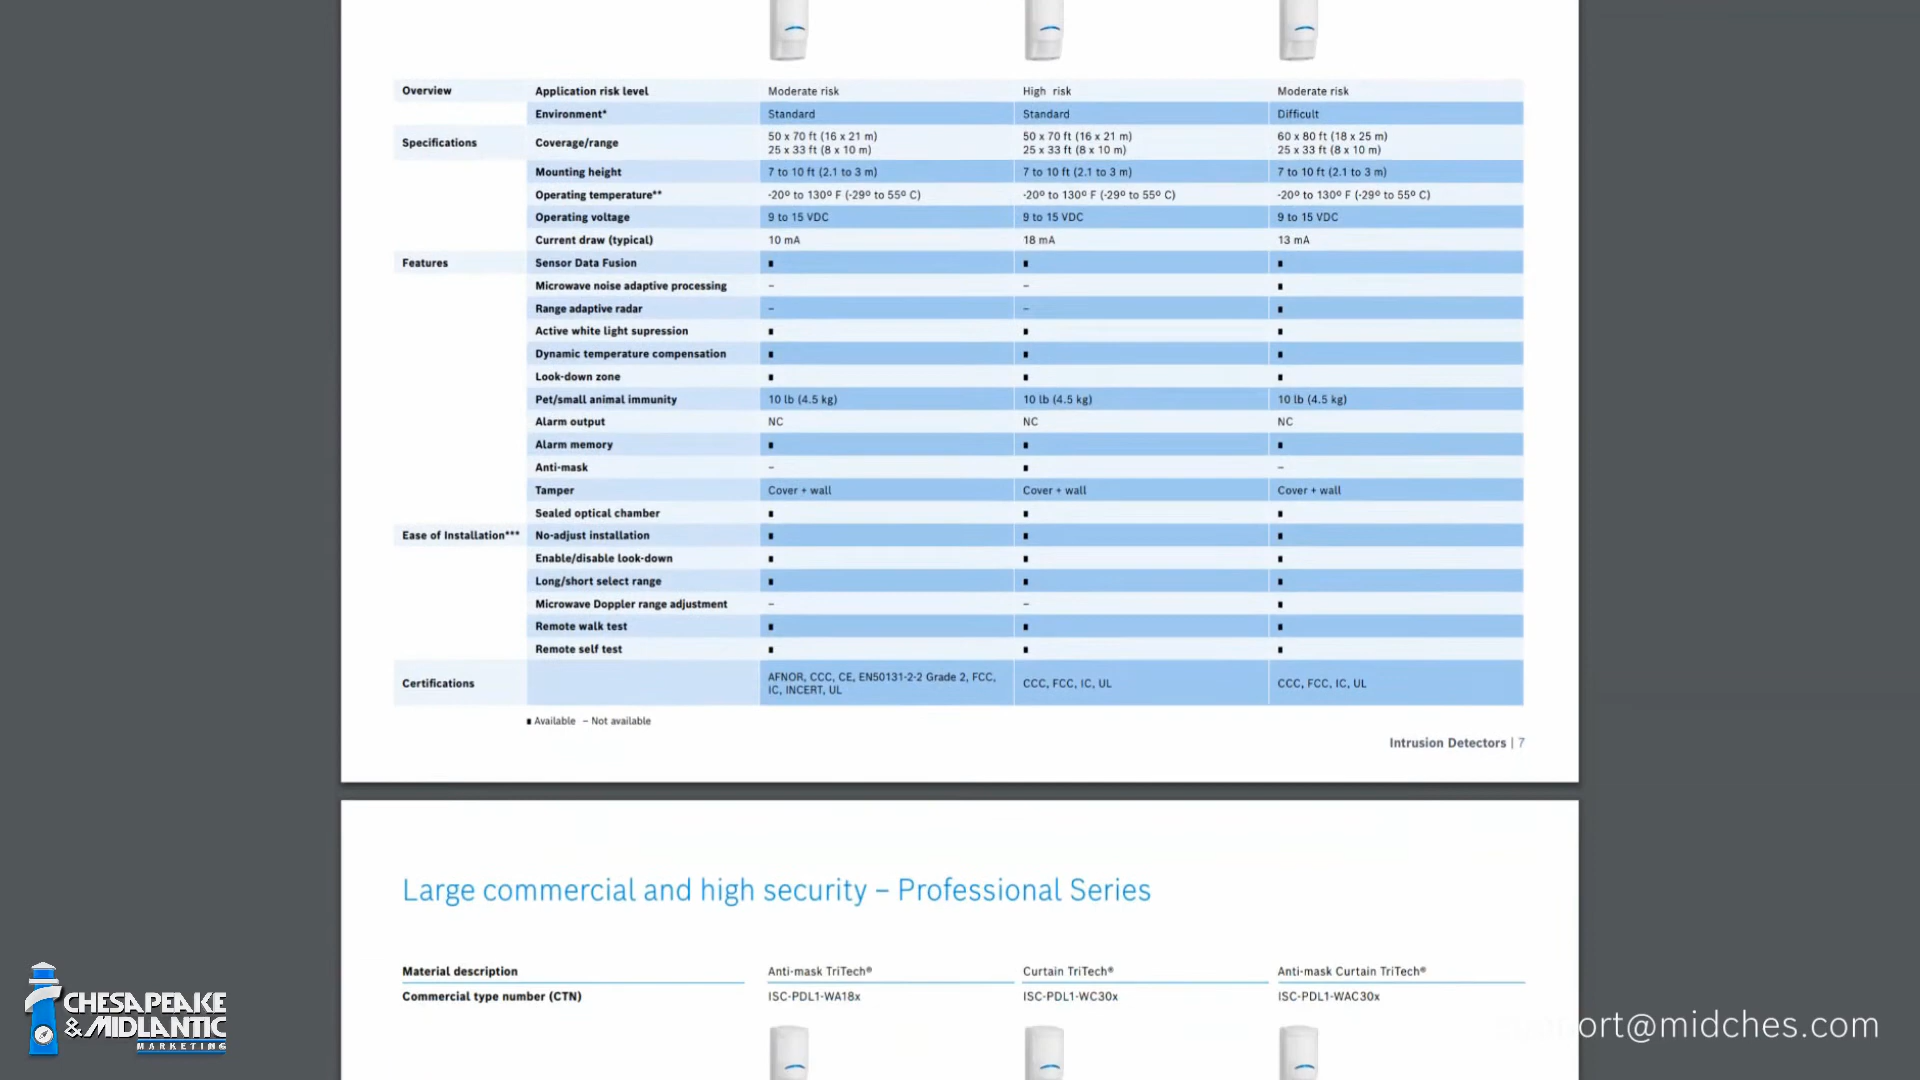 Overview Application risk level Moderate risk High risk Moderate risk
Environment* Standard Standard Difficult
Specifications Coverage/range 50 x 70 ft (16 x 21 m) 50 x 70 ft (16 x 21 m) 60 x 80 ft (18 x 25 m)
25 x 33 ft (8 x 10 m) 25 x 33 ft (8 x 10 m) 25 x 33 ft (8 x 10 m)
Mounting height 7 to 10 ft (2.1 to 3 m) 7 to 10 ft (2.1 to 3 m) 7 to 10 ft (2.1 to 3 m)
Operating temperature** -20º to 130º F (-29º to 55º C) -20º to 130º F (-29º to 55º C) -20º to 130º F (-29º to 55º C)
Operating voltage 9 to 15 VDC 9 to 15 VDC 9 to 15 VDC
Current draw (typical) 10 mA 18 mA 13 mA
Features Sensor Data Fusion ▪ ▪ ▪
Microwave noise adaptive processing – – ▪
Range adaptive radar – – ▪
Active white light supression ▪ ▪ ▪
Dynamic temperature compensation ▪ ▪ ▪
Look-down zone ▪ ▪ ▪
Pet/small animal immunity 10 lb (4.5 kg) 10 lb (4.5 kg) 10 lb (4.5 kg)
Alarm output NC NC NC
Alarm memory ▪ ▪ ▪
Anti-mask – ▪ –
Tamper Cover + wall Cover + wall Cover + wall
Sealed optical chamber ▪ ▪ ▪
Ease of Installation*** No-adjust installation ▪ ▪ ▪
Enable/disable look-down ▪ ▪ ▪
Long/short select range ▪ ▪ ▪
Microwave Doppler range adjustment – – ▪
Remote walk test ▪ ▪ ▪
Remote self test ▪ ▪ ▪
Certifications AFNOR, CCC, CE, EN50131-2-2 Grade 2, FCC, CCC, FCC, IC, UL CCC, FCC, IC, UL
IC, INCERT, UL
▪ Available – Not available
Intrusion Detectors | 7
Large commercial and high security – Professional Series
Material description Anti-mask TriTech® Curtain TriTech® Anti-mask Curtain TriTech®
Commercial type number (CTN) ISC-PDL1-WA18x ISC-PDL1-WC30x ISC-PDL1-WAC30x
CHESAPEAKE
& MIDLANTIC
MARKETING
ort@midches.com